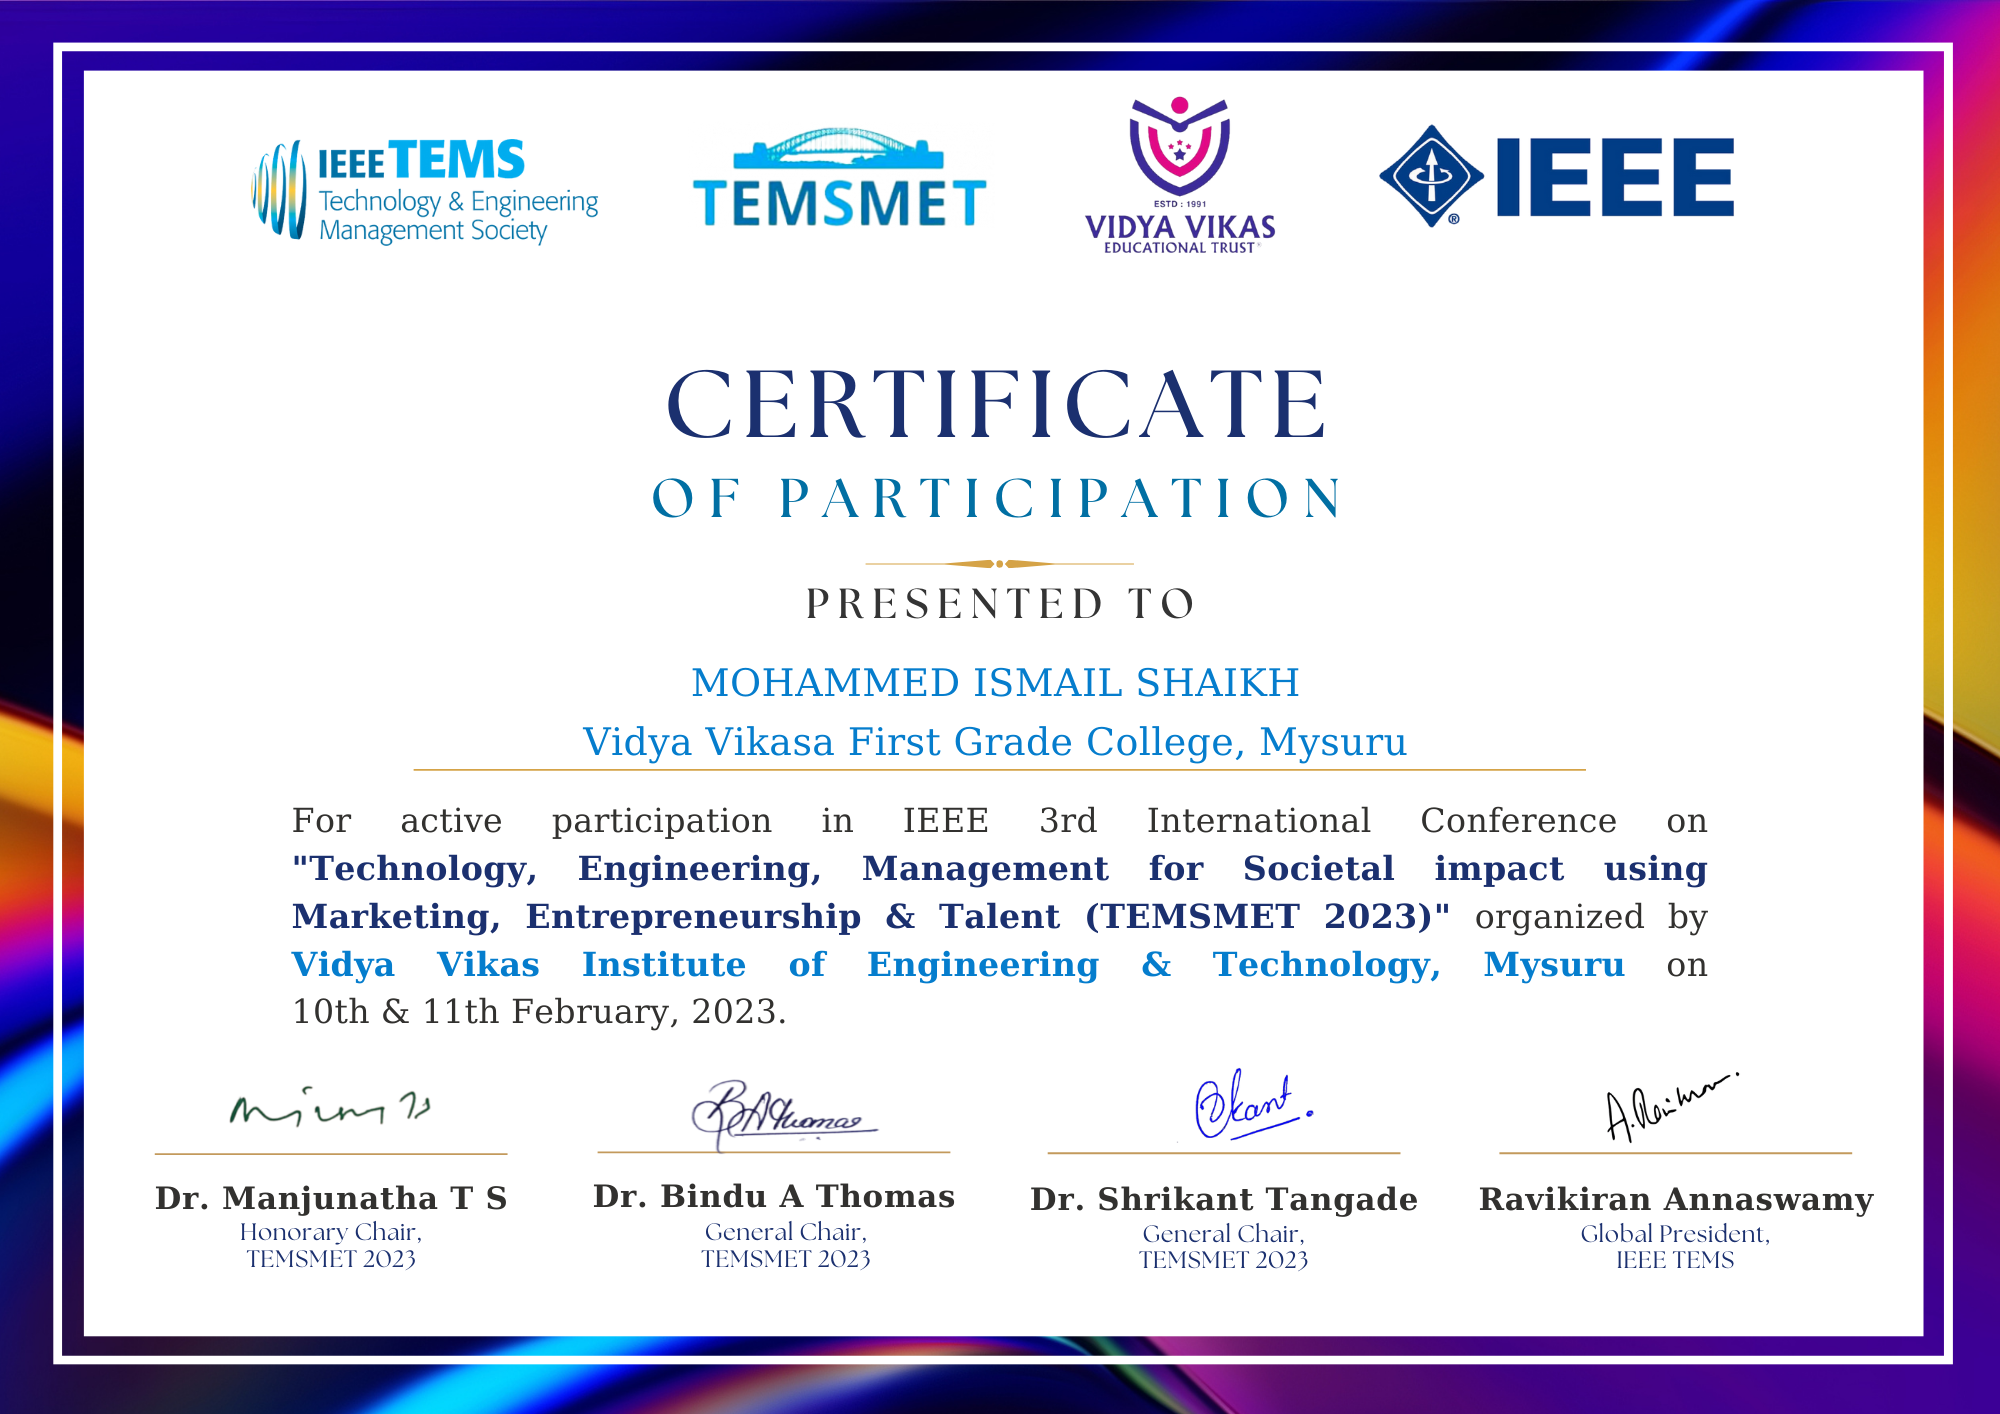 IEEE TEMS
Technology & Engineering
Management Society
TEMSMET
ESTD : 1991
VIDYA VIKAS
EDUCATIONAL TRUST
IEEE
®
CERTIFICATE
OF PARTICIPATION
PRESENTED TO
MOHAMMED ISMAIL SHAIKH
Vidya Vikasa First Grade College, Mysuru
For active participation in IEEE 3rd International Conference on
"Technology, Engineering, Management for Societal impact using
Marketing, Entrepreneurship & Talent (TEMSMET 2023)" organized by
Vidya Vikas Institute of Engineering & Technology, Mysuru on
10th & 11th February, 2023.
BAThomas
Dr. Manjunatha T S
Honorary Chair,
TEMSMET 2023
Dr. Bindu A Thomas
General Chair,
TEMSMET 2023
Dr. Shrikant Tangade
General Chair,
TEMSMET 2023
Ravikiran Annaswamy
Global President,
IEEE TEMS